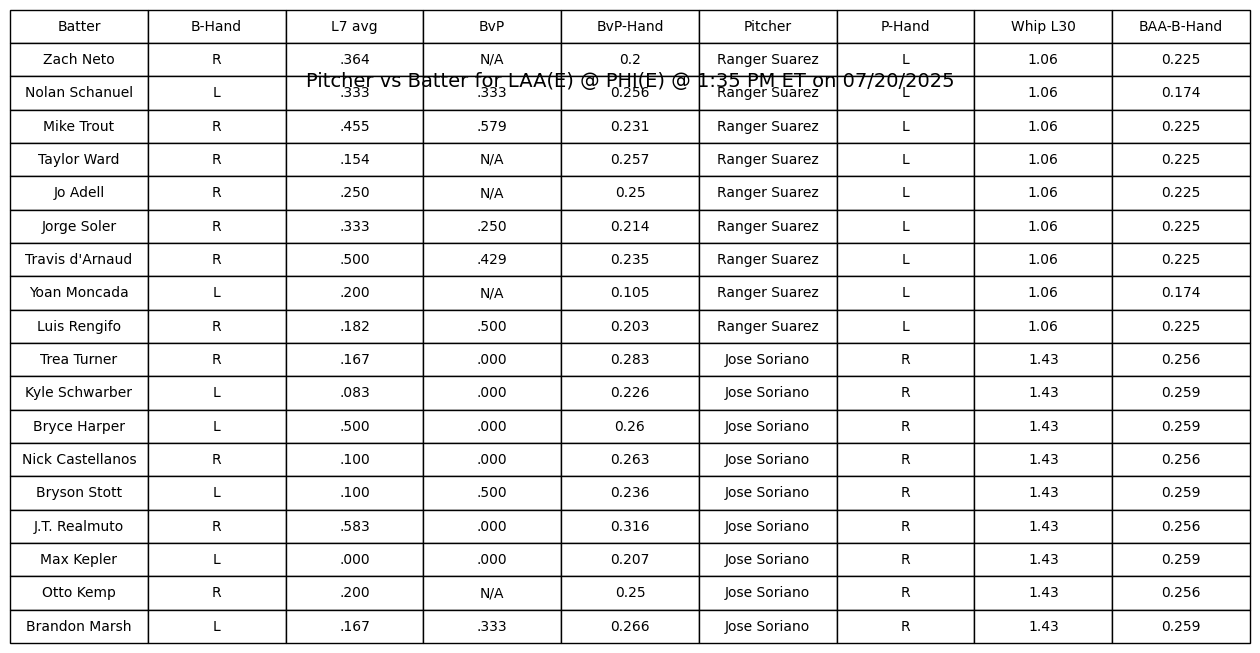 Batter B-Hand L7 avg BvP BvP-Hand Pitcher P-Hand Whip L30 BAA-B-Hand
Zach Neto R .364 N/A 0.2 Ranger Suarez L 1.06 0.225
Pitcher vs Batter for LAA(E) @ PHI(E) @ 1:35 PM ET on 07/20/2025
Nolan Schanuel L .333 .333 0.256 Ranger Suarez L 1.06 0.174
Mike Trout R .455 .579 0.231 Ranger Suarez L 1.06 0.225
Taylor Ward R .154 N/A 0.257 Ranger Suarez L 1.06 0.225
Jo Adell R .250 N/A 0.25 Ranger Suarez L 1.06 0.225
Jorge Soler R .333 .250 0.214 Ranger Suarez L 1.06 0.225
Travis d'Arnaud R .500 .429 0.235 Ranger Suarez L 1.06 0.225
Yoan Moncada L .200 N/A 0.105 Ranger Suarez L 1.06 0.174
Luis Rengifo R .182 .500 0.203 Ranger Suarez L 1.06 0.225
Trea Turner R .167 .000 0.283 Jose Soriano R 1.43 0.256
Kyle Schwarber L .083 .000 0.226 Jose Soriano R 1.43 0.259
Bryce Harper L .500 .000 0.26 Jose Soriano R 1.43 0.259
Nick Castellanos R .100 .000 0.263 Jose Soriano R 1.43 0.256
Bryson Stott L .100 .500 0.236 Jose Soriano R 1.43 0.259
J.T. Realmuto R .583 .000 0.316 Jose Soriano R 1.43 0.256
Max Kepler L .000 .000 0.207 Jose Soriano R 1.43 0.259
Otto Kemp R .200 N/A 0.25 Jose Soriano R 1.43 0.256
Brandon Marsh L .167 .333 0.266 Jose Soriano R 1.43 0.259